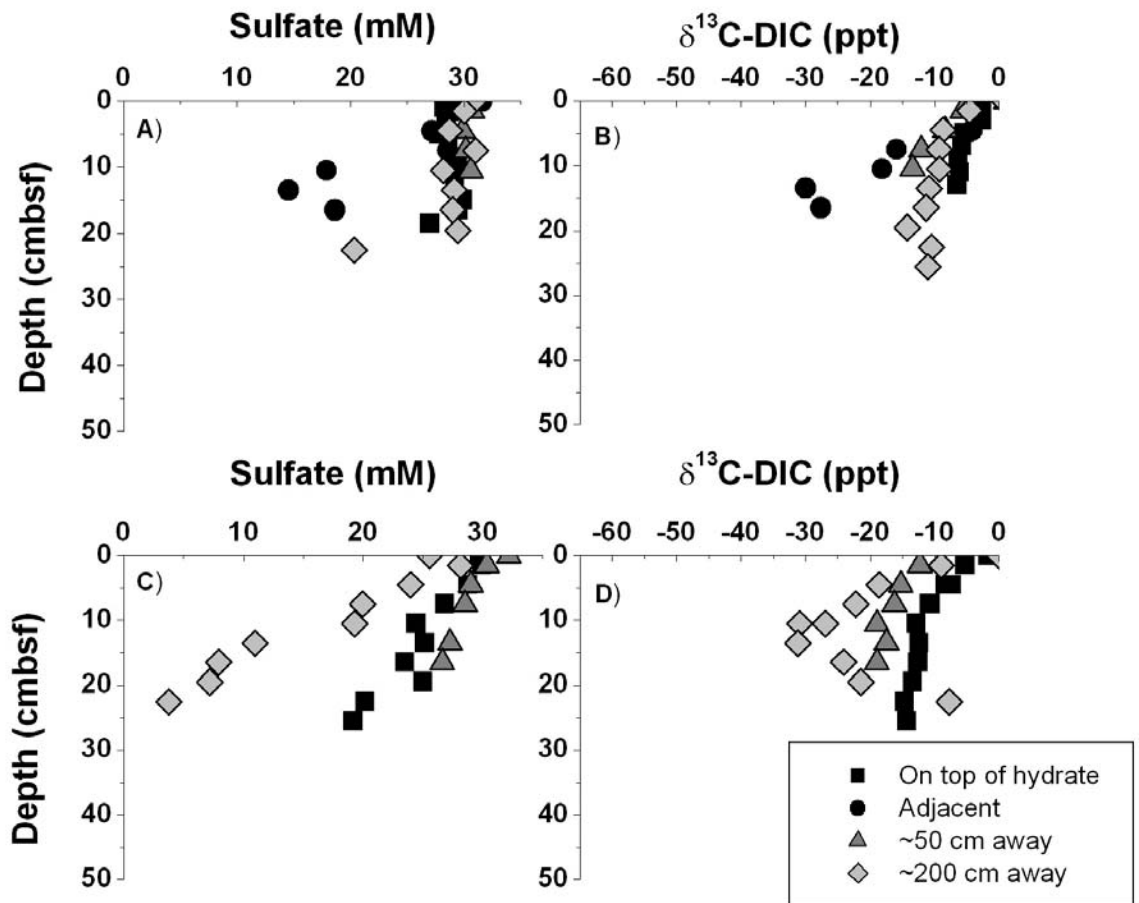 Sulfate (mM)
0 10 20 30
δ¹³C-DIC (ppt)
-60 -50 -40 -30 -20 -10 0
Depth (cmbsf)
0
10
20
30
40
50
A)
0
10
20
30
40
50
B)
Sulfate (mM)
0 10 20 30
δ¹³C-DIC (ppt)
-60 -50 -40 -30 -20 -10 0
Depth (cmbsf)
0
10
20
30
40
50
C)
0
10
20
30
40
50
D)
On top of hydrate
Adjacent
~50 cm away
~200 cm away